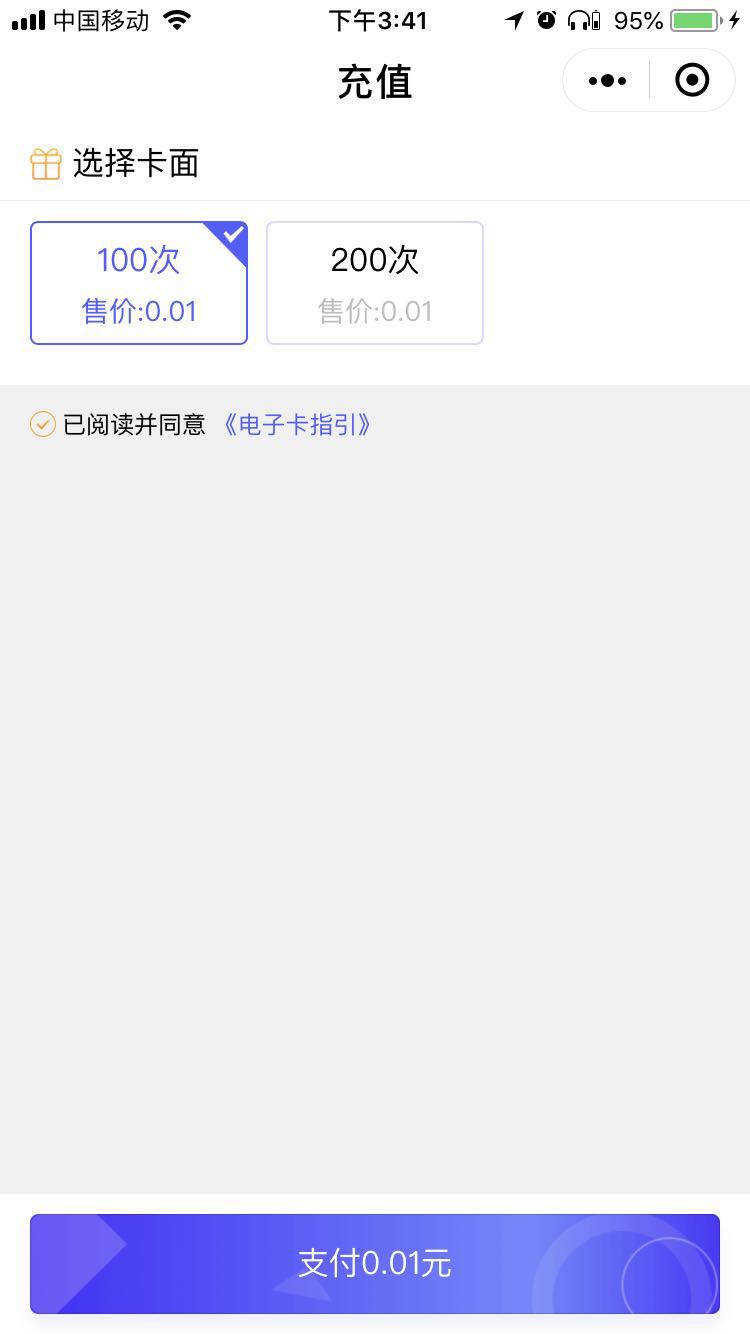 中国移动 下午3:41 95%
充值
选择卡面
100次 200次
售价:0.01 售价:0.01
已阅读并同意 《电子卡指引》
支付0.01元